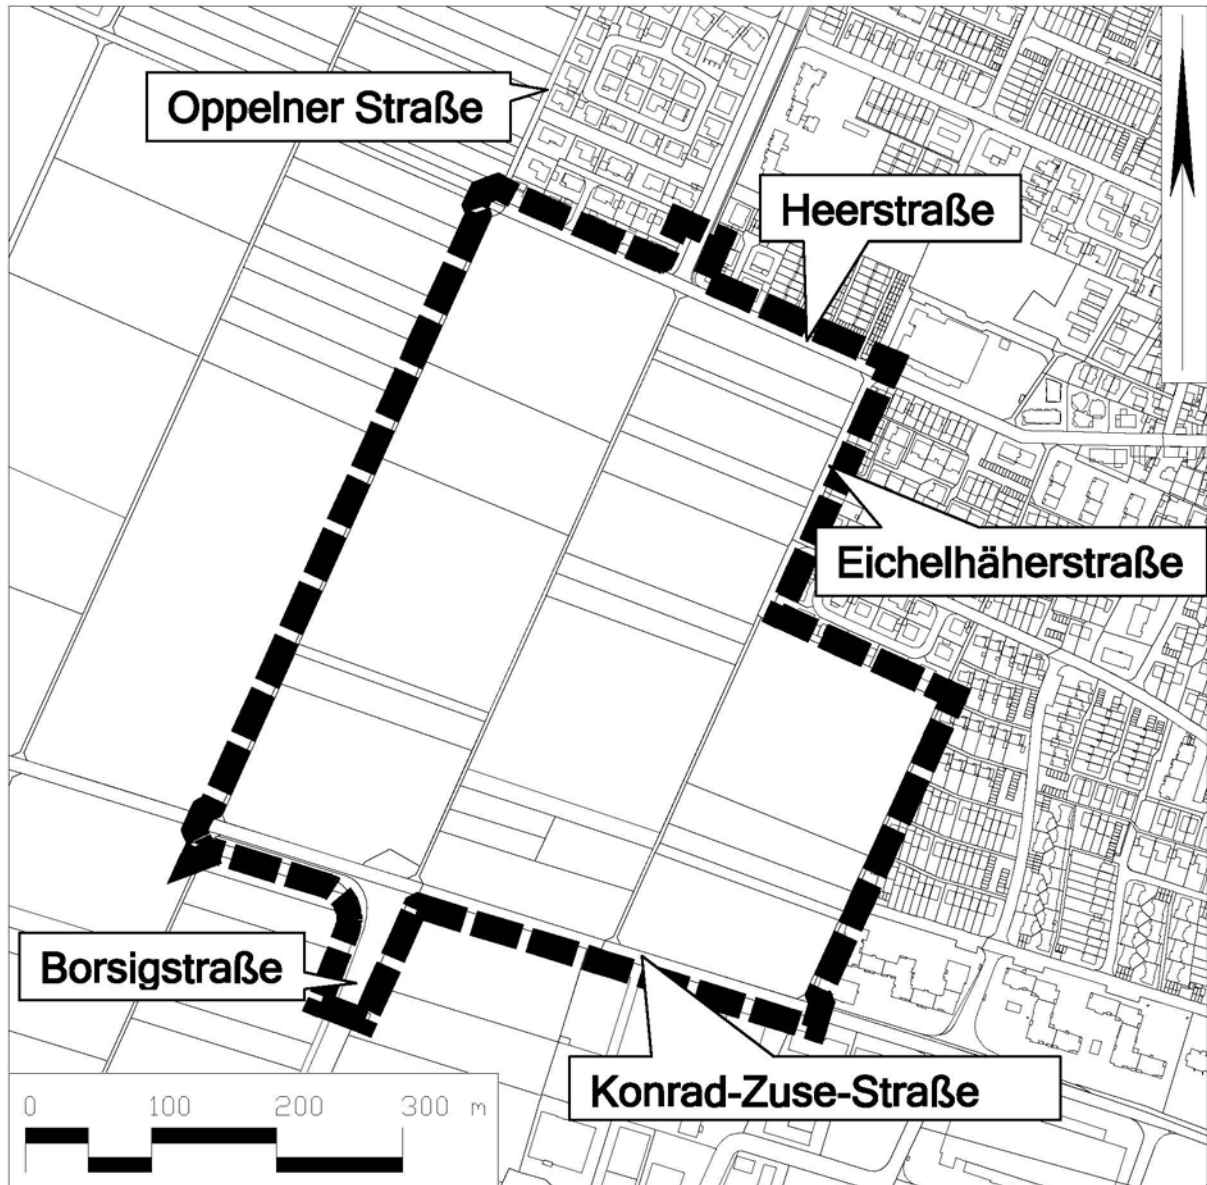 Oppelner Straße
Heerstraße
Eichelhäherstraße
Borsigstraße
Konrad-Zuse-Straße
0 100 200 300 m